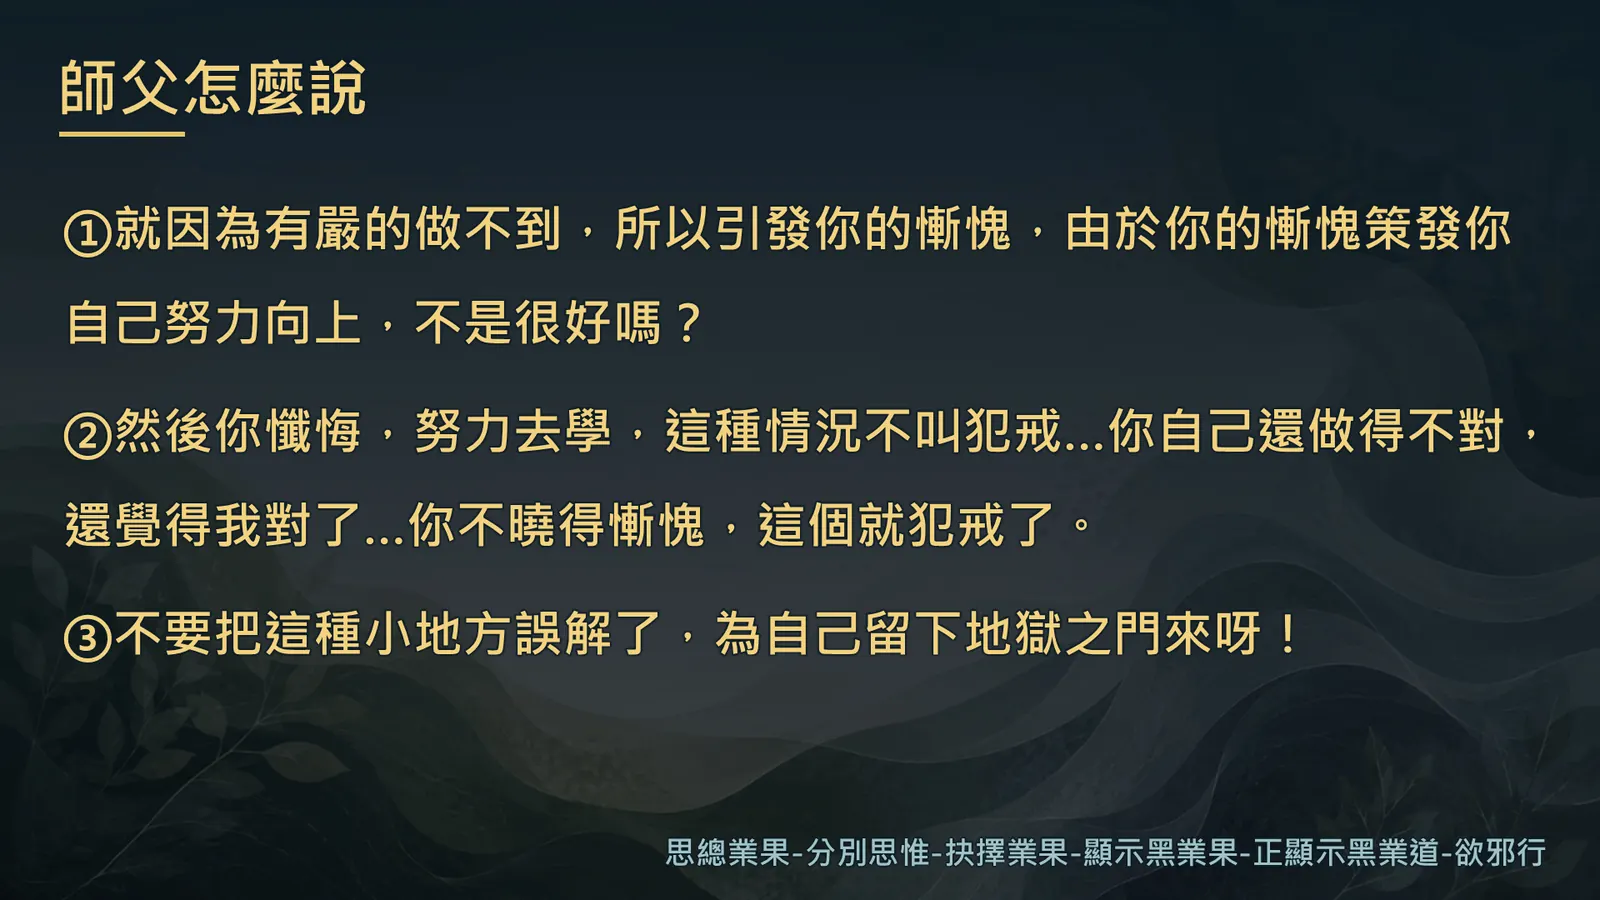 師父怎麼說
①就因為有嚴的做不到，所以引發你的慚愧，由於你的慚愧策發你
自己努力向上，不是很好嗎？
②然後你懺悔，努力去學，這種情況不叫犯戒…你自己還做得不對，
還覺得我對了…你不曉得慚愧，這個就犯戒了。
③不要把這種小地方誤解了，為自己留下地獄之門來呀！
思總業果-分別思惟-抉擇業果-顯示黑業果-正顯示黑業道-欲邪行